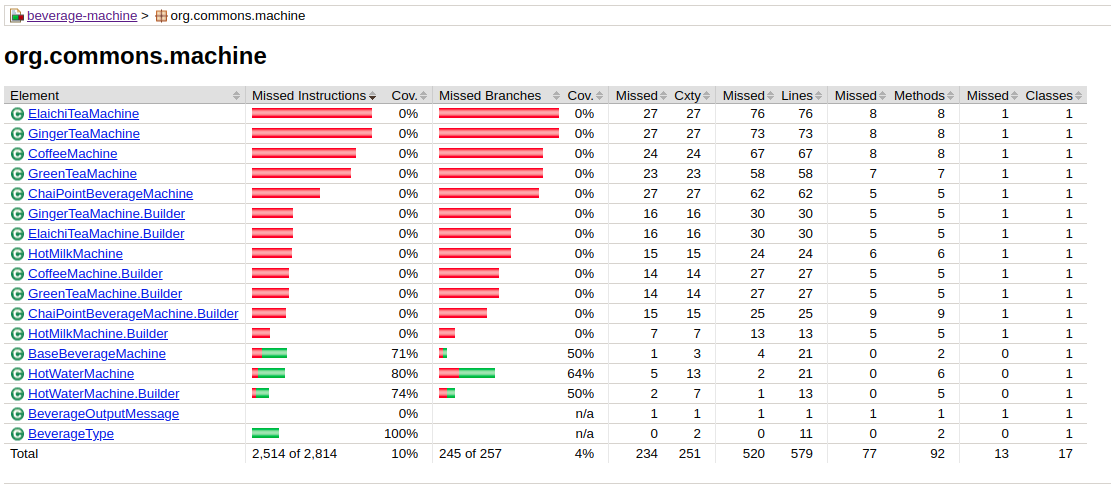 beverage-machine > org.commons.machine
org.commons.machine
Element Missed Instructions Cov. Missed Branches Cov. Missed Cxty Missed Lines Missed Methods Missed Classes
ElaichiTeaMachine 0% 0% 27 27 76 76 8 8 1 1
GingerTeaMachine 0% 0% 27 27 73 73 8 8 1 1
CoffeeMachine 0% 0% 24 24 67 67 8 8 1 1
GreenTeaMachine 0% 0% 23 23 58 58 7 7 1 1
ChaiPointBeverageMachine 0% 0% 27 27 62 62 5 5 1 1
GingerTeaMachine.Builder 0% 0% 16 16 30 30 5 5 1 1
ElaichiTeaMachine.Builder 0% 0% 16 16 30 30 5 5 1 1
HotMilkMachine 0% 0% 15 15 24 24 6 6 1 1
CoffeeMachine.Builder 0% 0% 14 14 27 27 5 5 1 1
GreenTeaMachine.Builder 0% 0% 14 14 27 27 5 5 1 1
ChaiPointBeverageMachine.Builder 0% 0% 15 15 25 25 9 9 1 1
HotMilkMachine.Builder 0% 0% 7 7 13 13 5 5 1 1
BaseBeverageMachine 71% 50% 1 3 4 21 0 2 0 1
HotWaterMachine 80% 64% 5 13 2 21 0 6 0 1
HotWaterMachine.Builder 74% 50% 2 7 1 13 0 5 0 1
BeverageOutputMessage 0% n/a 1 1 1 1 1 1 1 1
BeverageType 100% n/a 0 2 0 11 0 2 0 1
Total 2,514 of 2,814 10% 245 of 257 4% 234 251 520 579 77 92 13 17